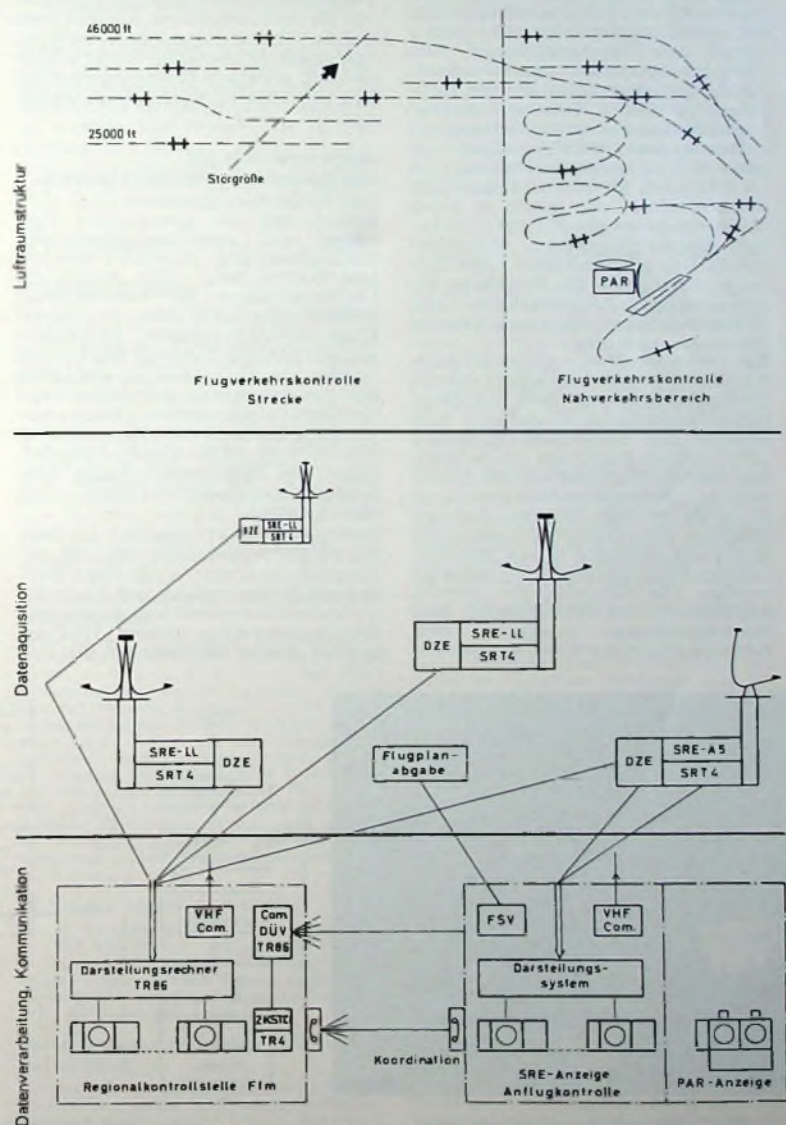 Luftraumstruktur
46000 ft
25000 ft
Störgröße
PAR
Flugverkehrskontrolle
Strecke
Flugverkehrskontrolle
Nahverkehrsbereich
Datenaquisition
DZE
SRE-LL
SRT 4
DZE
SRE-LL
SRT4
SRE-LL
SRT 4
DZE
Flugplan-
abgabe
DZE
SRE-A5
SRT 4
Datenverarbeitung, Kommunikation
VHF
Com.
Com.
DÜV
TR86
Darstellungsrechner
TR86
2KSTC
TR4
Regionalkontrollstelle Ffm
Koordination
FSV
VHF
Com.
Darstellungs-
system
SRE-Anzeige
Anflugkontrolle
PAR-Anzeige